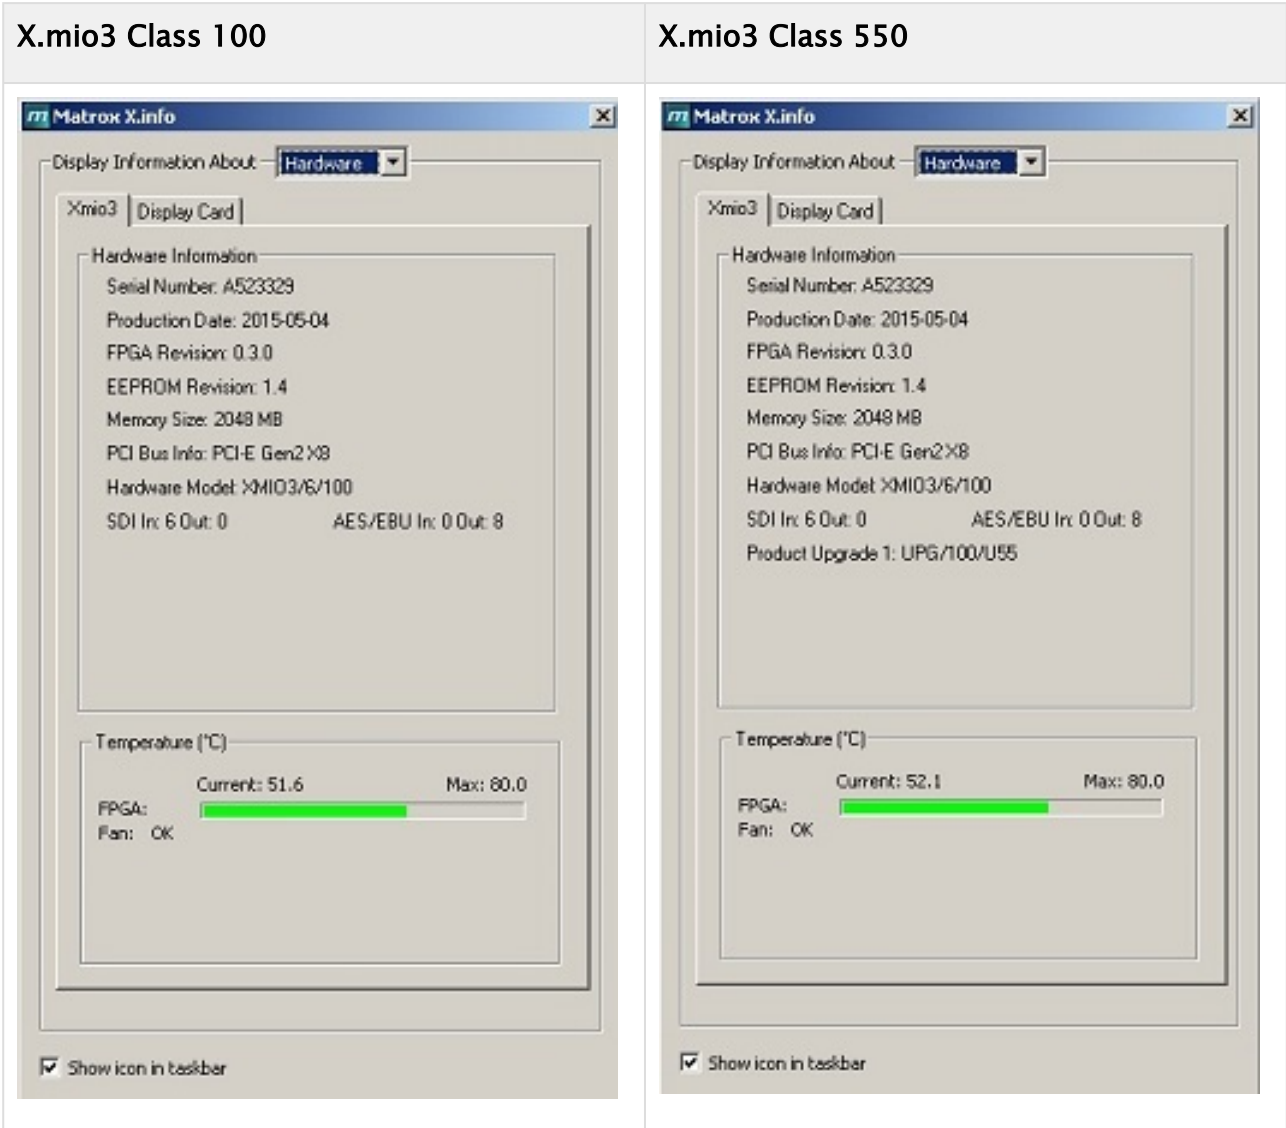 X.mio3 Class 100
X.mio3 Class 550
m Matrox X.info
Display Information About Hardware
Xmio3 Display Card
Hardware Information
Serial Number: A523329
Production Date: 2015-05-04
FPGA Revision: 0.3.0
EEPROM Revision: 1.4
Memory Size: 2048 MB
PCI Bus Info: PCI-E Gen2 X8
Hardware Model: XMIO3/6/100
SDI In: 6 Out: 0 AES/EBU In: 0 Out: 8
Temperature (°C)
Current: 51.6 Max: 80.0
FPGA:
Fan: OK
Show icon in taskbar
m Matrox X.info
Display Information About Hardware
Xmio3 Display Card
Hardware Information
Serial Number: A523329
Production Date: 2015-05-04
FPGA Revision: 0.3.0
EEPROM Revision: 1.4
Memory Size: 2048 MB
PCI Bus Info: PCI-E Gen2 X8
Hardware Model: XMIO3/6/100
SDI In: 6 Out: 0 AES/EBU In: 0 Out: 8
Product Upgrade 1: UPG/100/U55
Temperature (°C)
Current: 52.1 Max: 80.0
FPGA:
Fan: OK
Show icon in taskbar